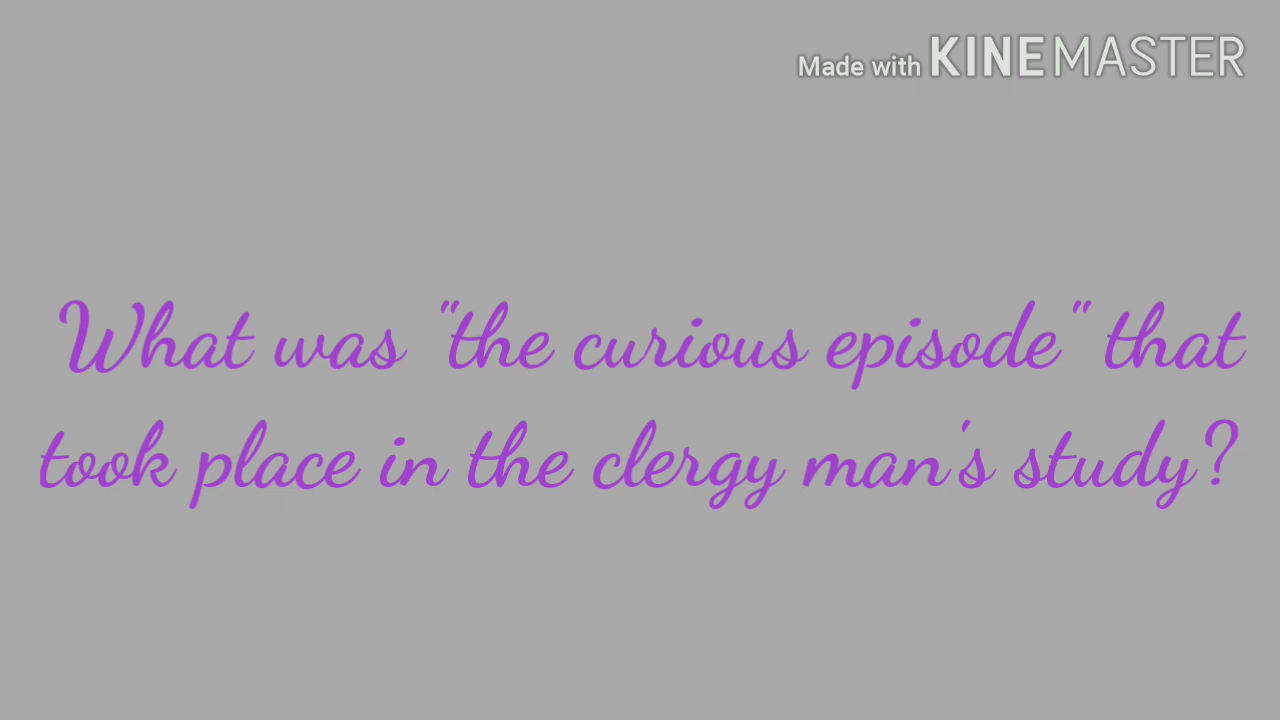 Made with KINEMASTER
What was "the curious episode" that
took place in the clergy man's study?